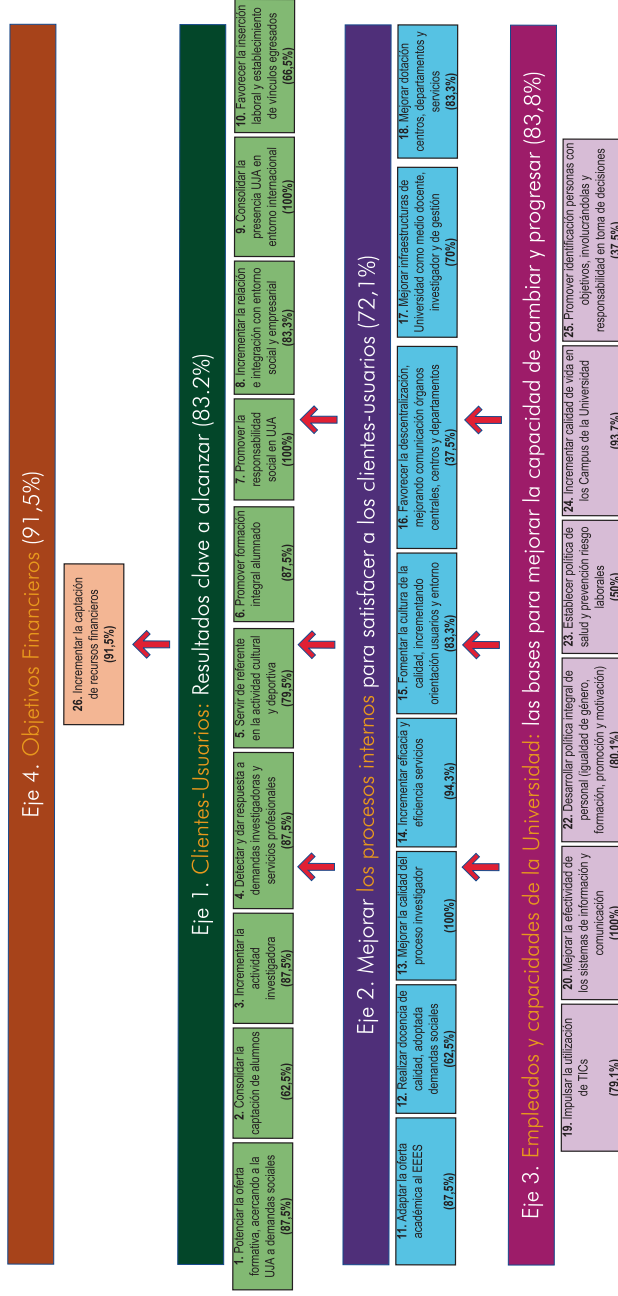 Eje 4. Objetivos Financieros (91,5%)
26. Incrementar la captación
de recursos financieros
(91,5%)
Eje 1. Clientes-Usuarios: Resultados clave a alcanzar (83.2%)
1. Potenciar la oferta
formativa, acercando a la
UJA a demandas sociales
(87,5%)
2. Consolidar la
captación de alumnos
(62,5%)
3. Incrementar la
actividad
investigadora
(87,5%)
4. Detectar y dar respuesta a
demandas investigadoras y
servicios profesionales
(87,5%)
5. Servir de referente
en la actividad cultural
y deportiva
(79,5%)
6. Promover formación
integral alumnado
(87,5%)
7. Promover la
responsabilidad
social en UJA
(100%)
8. Incrementar la relación
e integración con entorno
social y empresarial
(83,3%)
9. Consolidar la
presencia UJA en
entorno internacional
(100%)
10. Favorecer la inserción
laboral y establecimiento
de vínculos egresados
(66,5%)
Eje 2. Mejorar los procesos internos para satisfacer a los clientes-usuarios (72,1%)
11. Adaptar la oferta
académica al EEES
(87,5%)
12. Realizar docencia de
calidad, adoptada
demandas sociales
(62,5%)
13. Mejorar la calidad del
proceso investigador
(100%)
14. Incrementar eficacia y
eficiencia servicios
(94,3%)
15. Fomentar la cultura de la
calidad, incrementando
orientación usuarios y entorno
(83,3%)
16. Favorecer la descentralización,
mejorando comunicación órganos
centrales, centros y departamentos
(37,5%)
17. Mejorar infraestructuras de
Universidad como medio docente,
investigador y de gestión
(70%)
18. Mejorar dotación
centros, departamentos y
servicios
(83,3%)
Eje 3. Empleados y capacidades de la Universidad: las bases para mejorar la capacidad de cambiar y progresar (83,8%)
19. Impulsar la utilización
de TICs
(79,1%)
20. Mejorar la efectividad de
los sistemas de información y
comunicación
(100%)
22. Desarrollar política integral de
personal (igualdad de género,
formación, promoción y motivación)
(80,1%)
23. Establecer política de
salud y prevención riesgo
laborales
(50%)
24. Incrementar calidad de vida en
los Campus de la Universidad
(93,7%)
25. Promover identificación personas con
objetivos, involucrándolas y
responsabilidad en toma de decisiones
(37,5%)